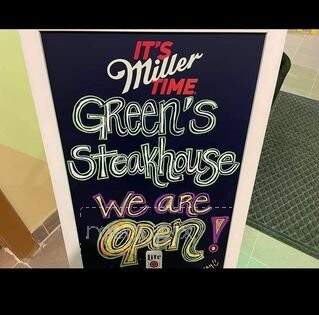 IT'S
Miller
TIME
Green's
Steakhouse
We are
open!
Lite